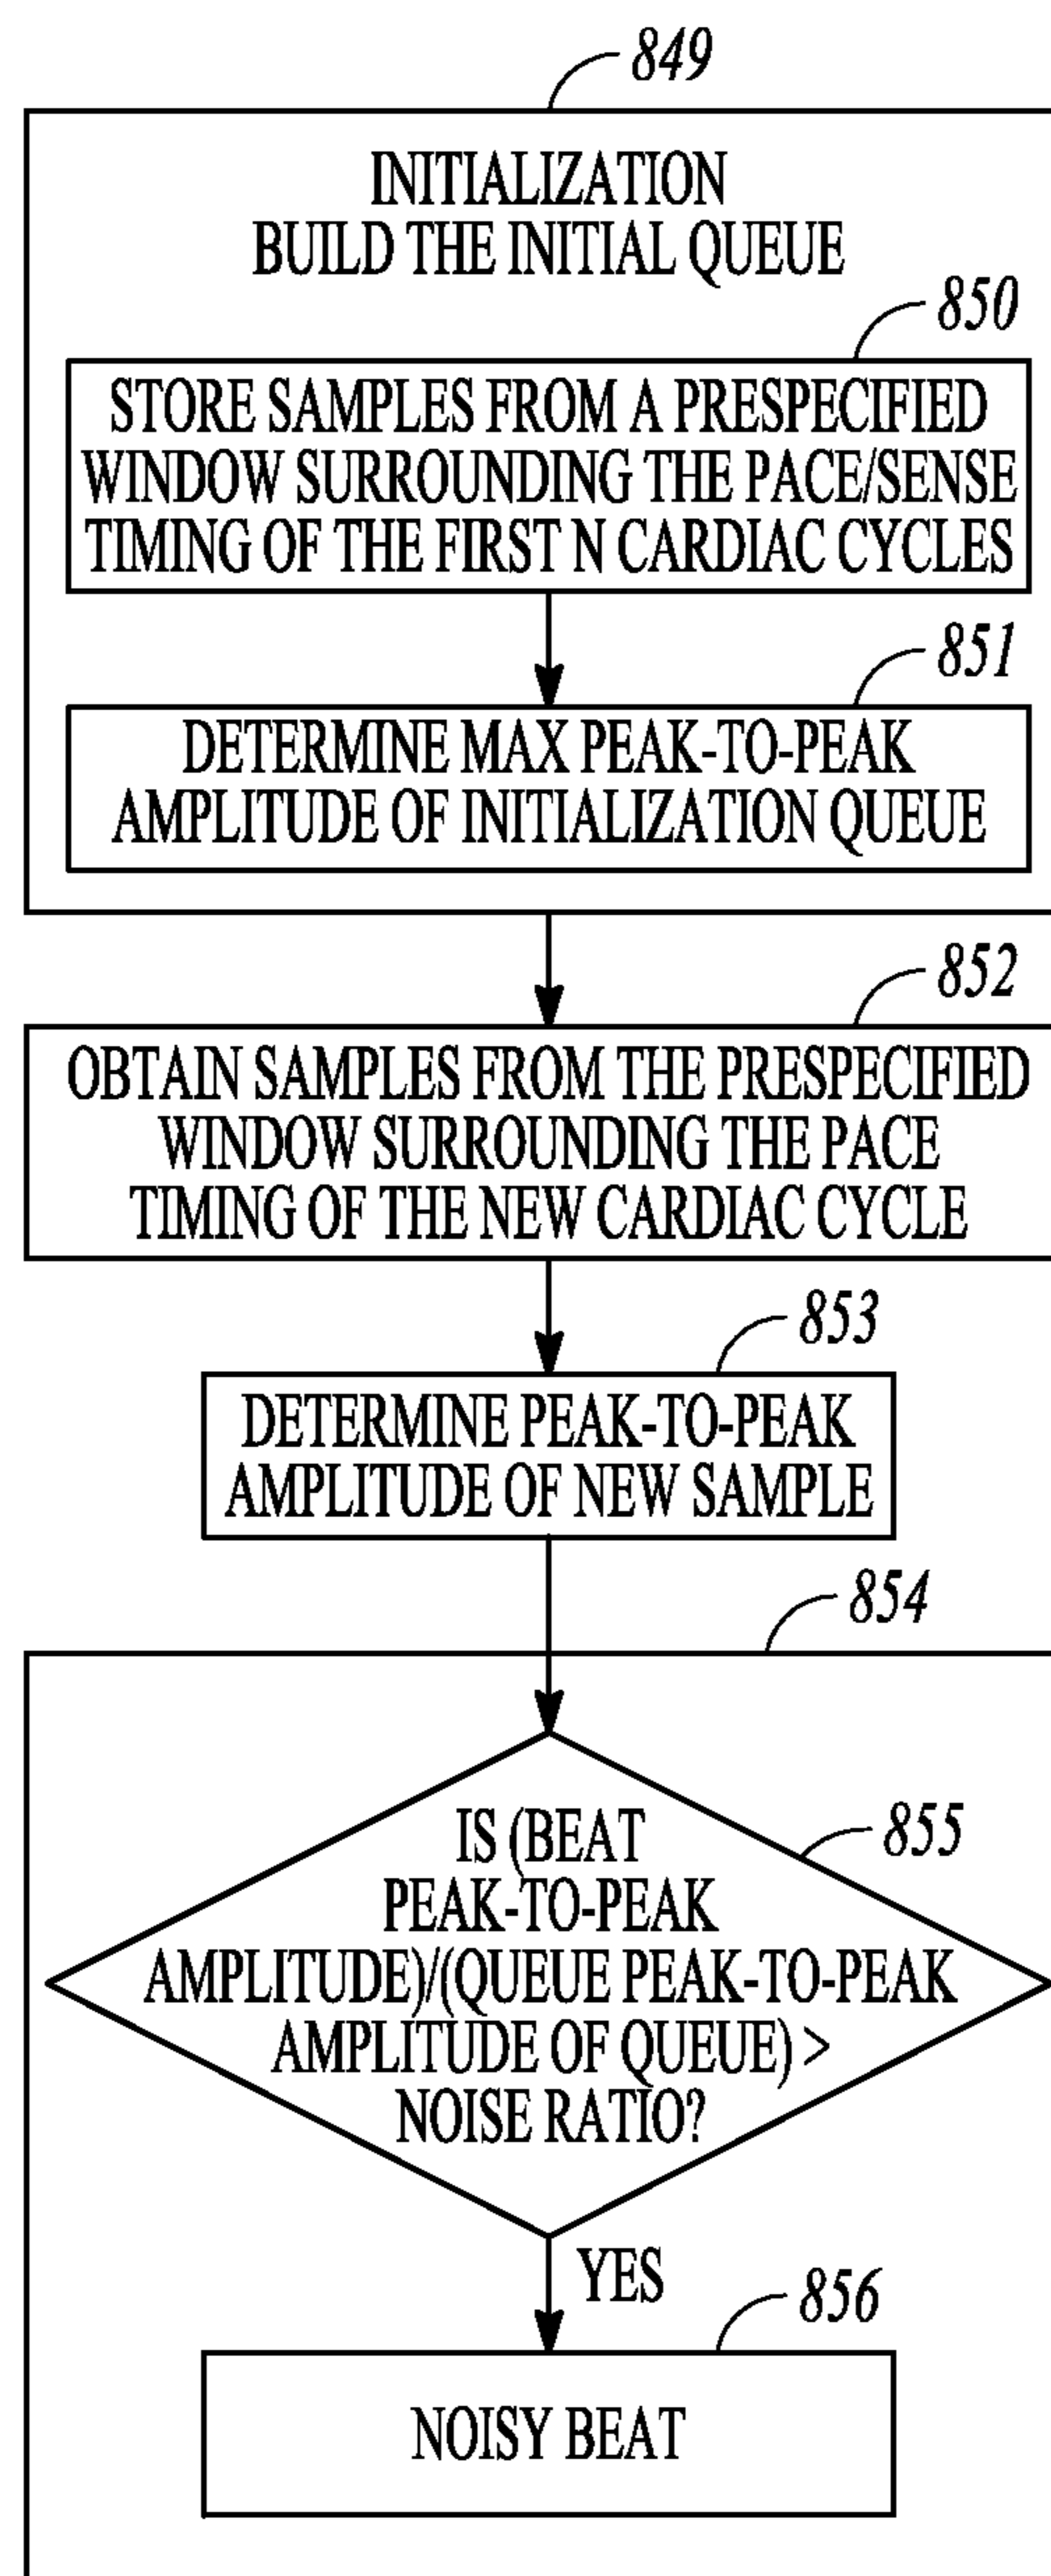 849
INITIALIZATION
BUILD THE INITIAL QUEUE
850
STORE SAMPLES FROM A PRESPECIFIED
WINDOW SURROUNDING THE PACE/SENSE
TIMING OF THE FIRST N CARDIAC CYCLES
851
DETERMINE MAX PEAK-TO-PEAK
AMPLITUDE OF INITIALIZATION QUEUE
852
OBTAIN SAMPLES FROM THE PRESPECIFIED
WINDOW SURROUNDING THE PACE
TIMING OF THE NEW CARDIAC CYCLE
853
DETERMINE PEAK-TO-PEAK
AMPLITUDE OF NEW SAMPLE
854
IS (BEAT
855
PEAK-TO-PEAK
AMPLITUDE)/(QUEUE PEAK-TO-PEAK
AMPLITUDE OF QUEUE) >
NOISE RATIO?
YES
856
NOISY BEAT